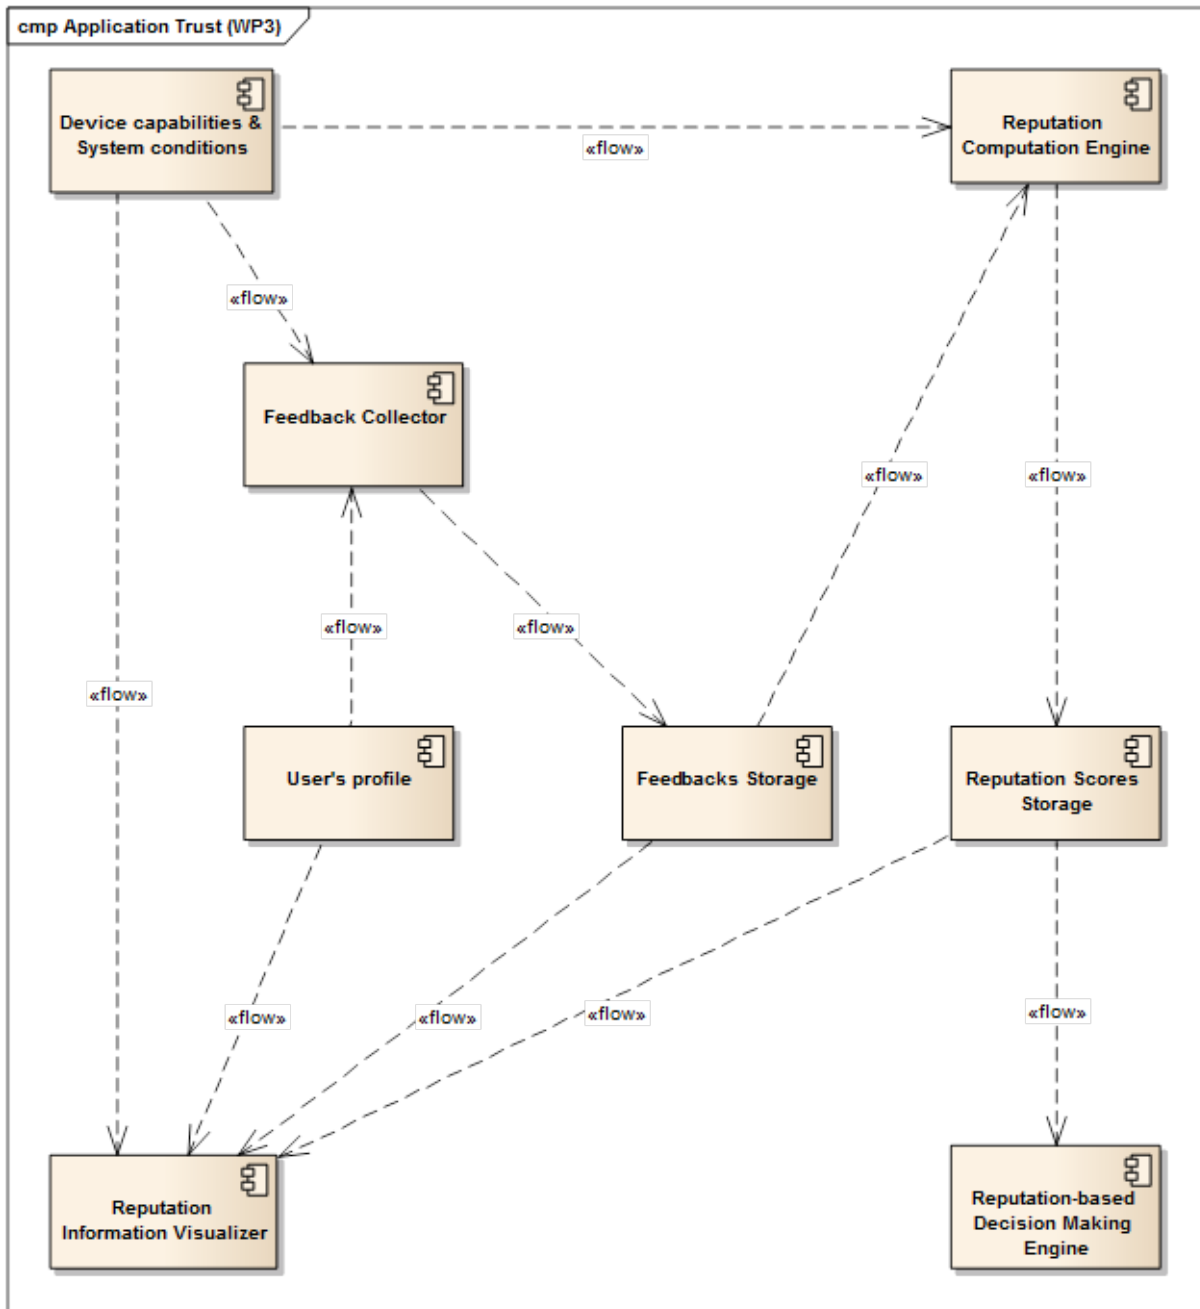 cmp Application Trust (WP3)
Device capabilities &
System conditions
Reputation
Computation Engine
«flow»
«flow»
Feedback Collector
«flow»
«flow»
«flow»
«flow»
«flow»
User's profile
Feedbacks Storage
Reputation Scores
Storage
«flow»
«flow»
«flow»
«flow»
Reputation
Information Visualizer
Reputation-based
Decision Making
Engine